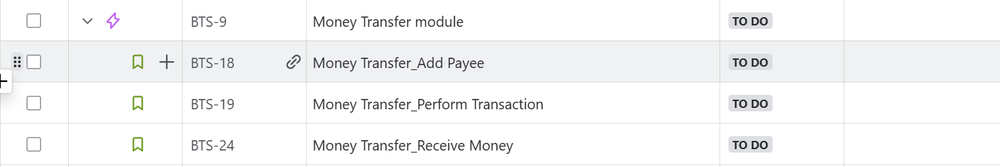 BTS-9 Money Transfer module TO DO
BTS-18 Money Transfer_Add Payee TO DO
BTS-19 Money Transfer_Perform Transaction TO DO
BTS-24 Money Transfer_Receive Money TO DO